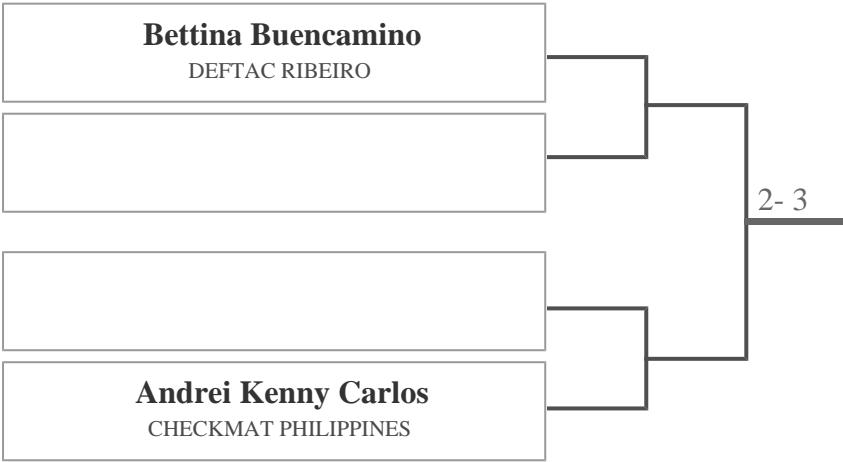 Bettina Buencamino
DEFTAC RIBEIRO
2- 3
Andrei Kenny Carlos
CHECKMAT PHILIPPINES